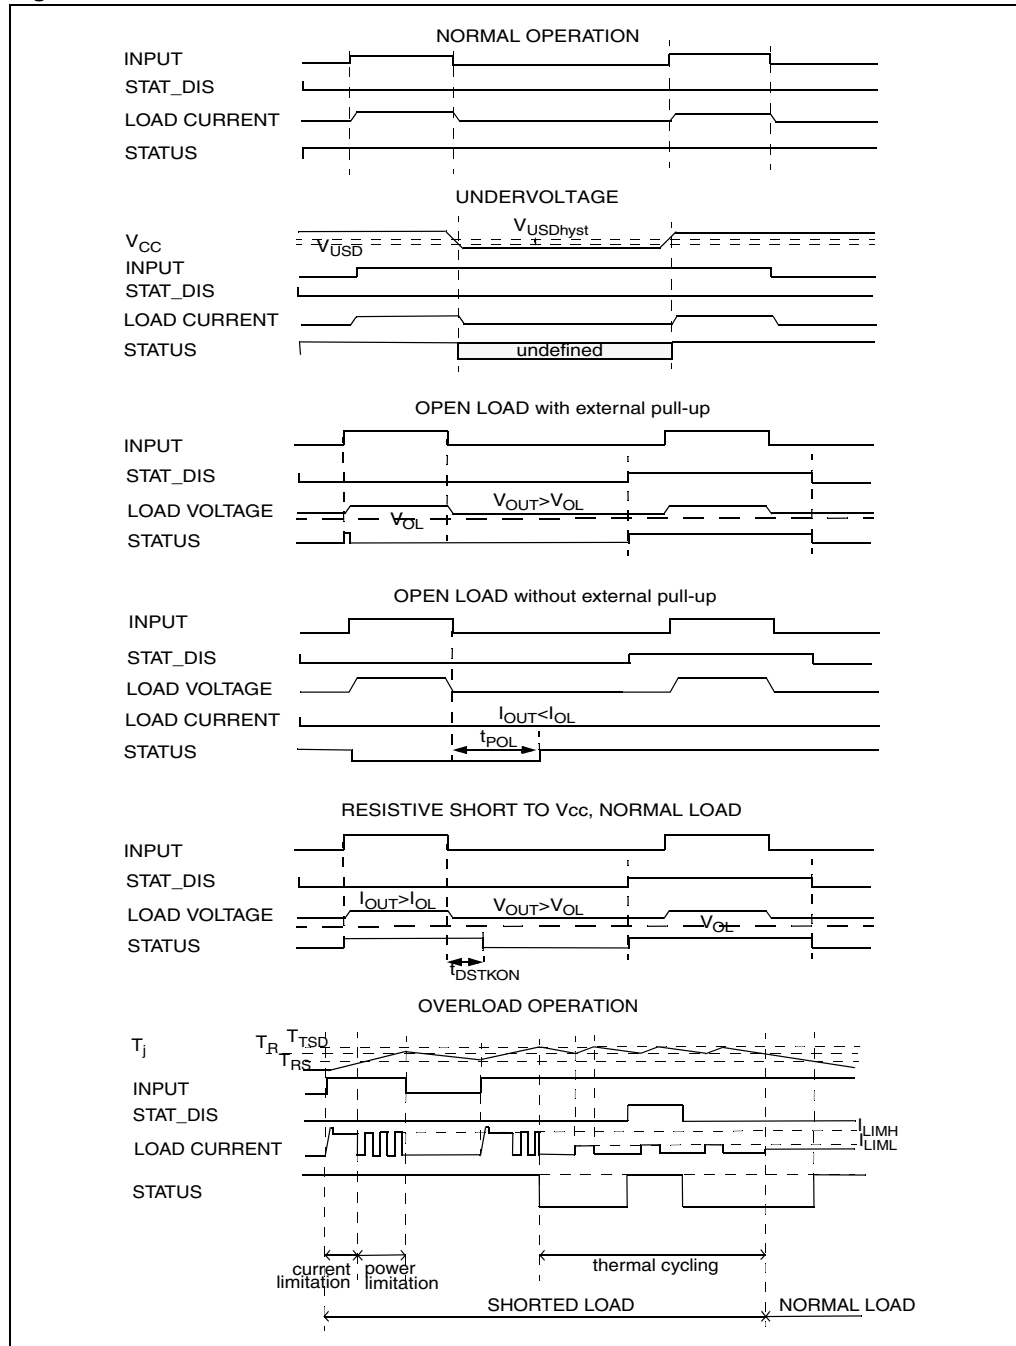 NORMAL OPERATION
INPUT
STAT_DIS
LOAD CURRENT
STATUS
UNDERVOLTAGE
VUSDhyst
VCC
VUSD
INPUT
STAT_DIS
LOAD CURRENT
STATUS
undefined
OPEN LOAD with external pull-up
INPUT
STAT_DIS
LOAD VOLTAGE
VOUT>VOL
VOL
STATUS
OPEN LOAD without external pull-up
INPUT
STAT_DIS
LOAD VOLTAGE
LOAD CURRENT
IOUT<IOL
STATUS
tPOL
RESISTIVE SHORT TO Vcc, NORMAL LOAD
INPUT
STAT_DIS
IOUT>IOL
VOUT>VOL
LOAD VOLTAGE
VOL
STATUS
tDSTKON
OVERLOAD OPERATION
Tj
TR
TTSD
TRS
INPUT
STAT_DIS
ILIMH
LOAD CURRENT
ILIML
STATUS
current limitation
power limitation
thermal cycling
SHORTED LOAD
NORMAL LOAD